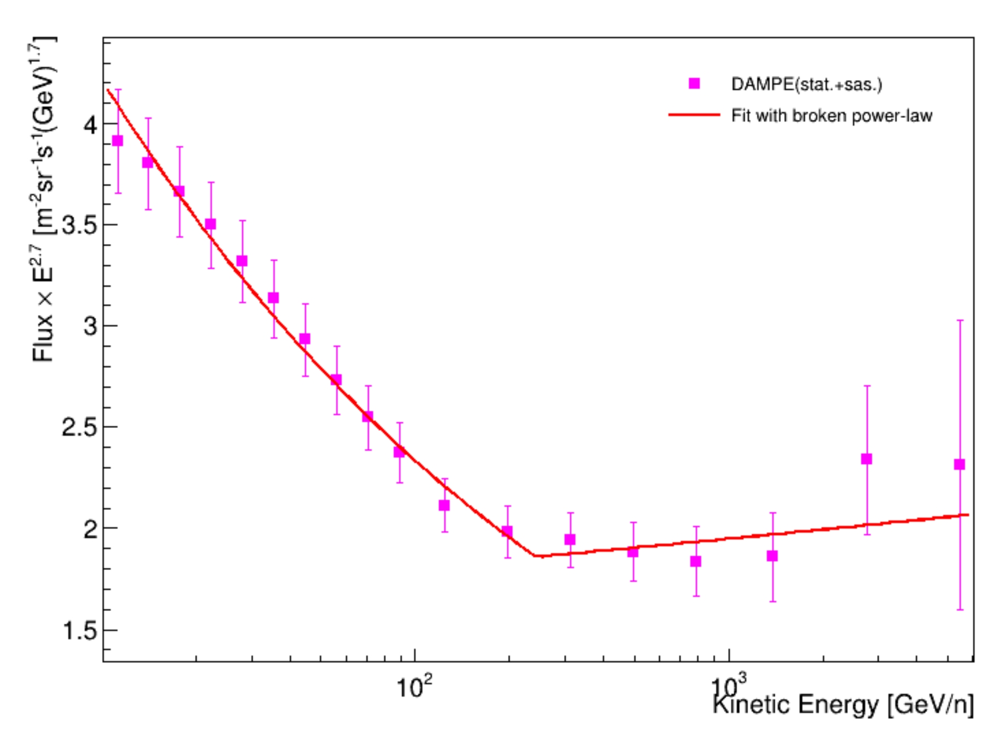 Flux × E^2.7 [m^-2sr^-1s^-1(GeV)^1.7]
DAMPE(stat.+sas.)
Fit with broken power-law
4
3.5
3
2.5
2
1.5
10^2
10^3
Kinetic Energy [GeV/n]